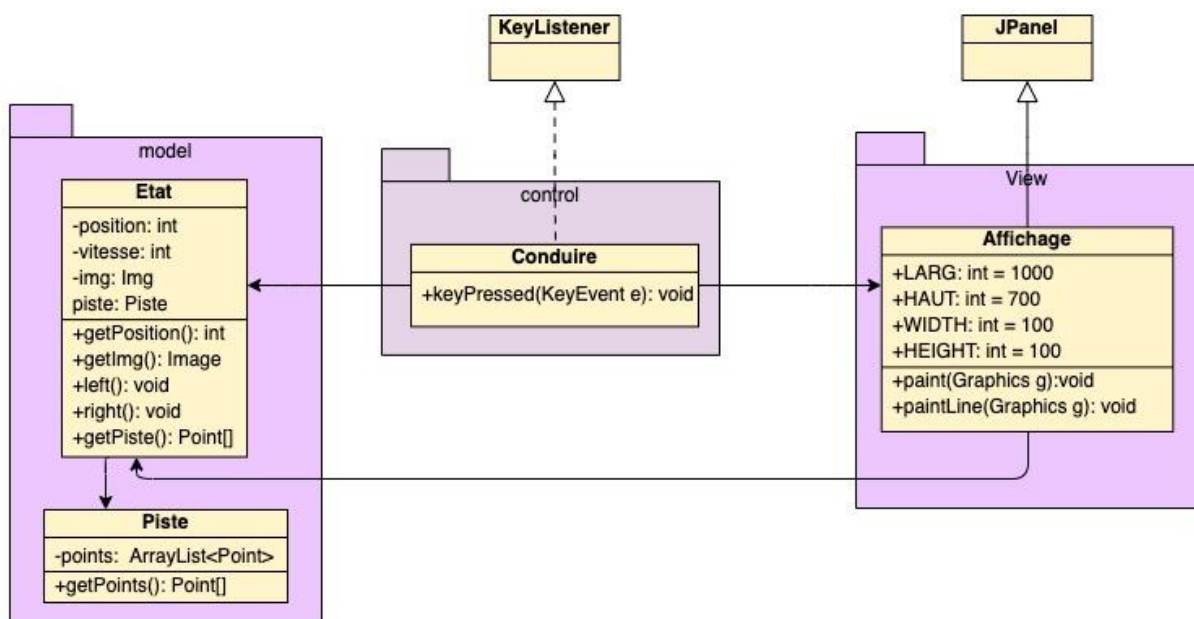 KeyListener
JPanel
model
Etat
-position: int
-vitesse: int
-img: Img
piste: Piste
+getPosition(): int
+getImg(): Image
+left(): void
+right(): void
+getPiste(): Point[]
Piste
-points: ArrayList<Point>
+getPoints(): Point[]
control
Conduire
+keyPressed(KeyEvent e): void
View
Affichage
+LARG: int = 1000
+HAUT: int = 700
+WIDTH: int = 100
+HEIGHT: int = 100
+paint(Graphics g):void
+paintLine(Graphics g): void